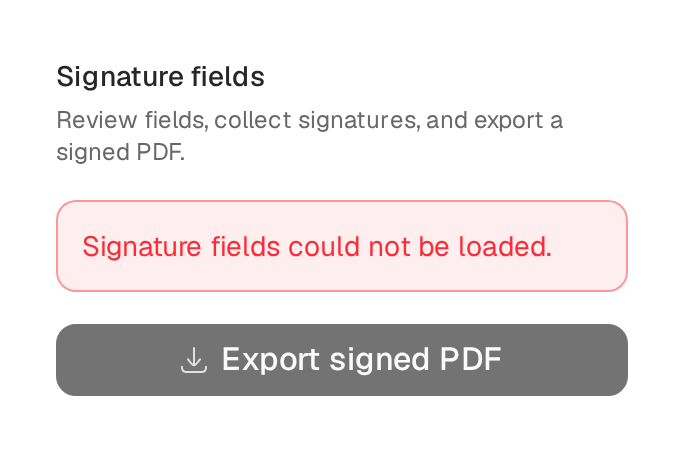 Signature fields
Review fields, collect signatures, and export a
signed PDF.
Signature fields could not be loaded.
Export signed PDF